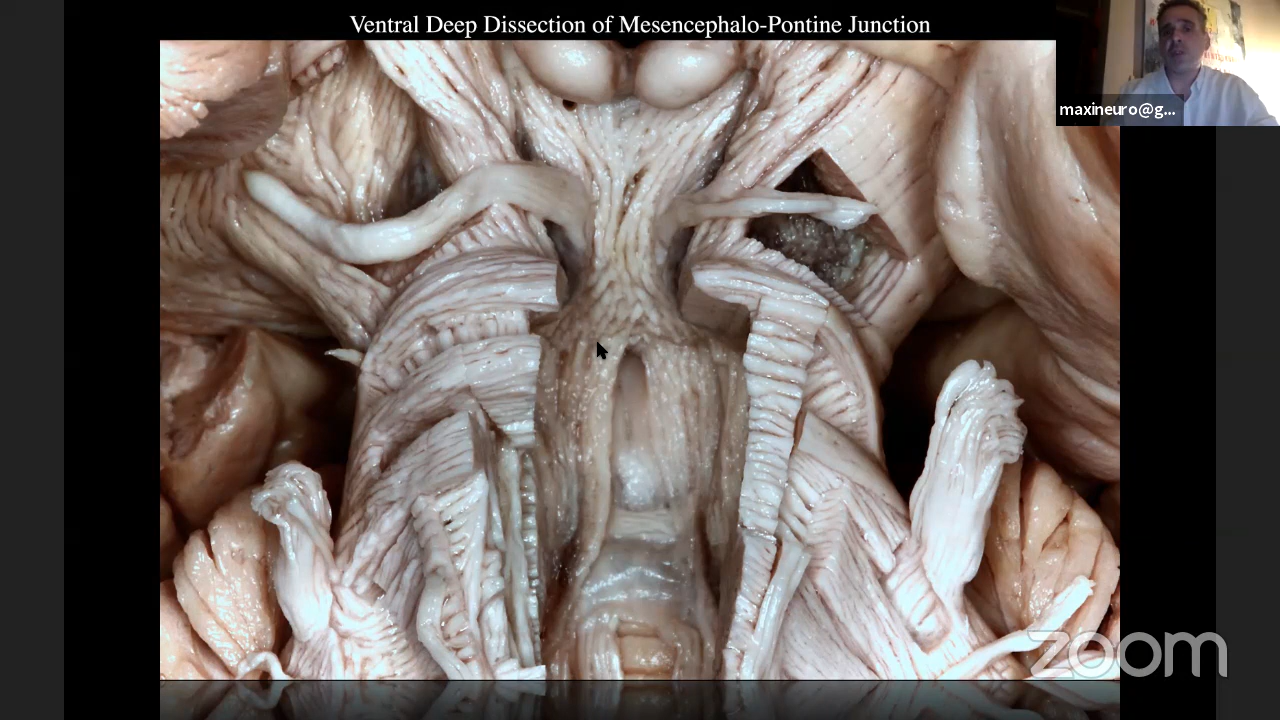 Ventral Deep Dissection of Mesencephalo-Pontine Junction
maxineuro@g...
zoom